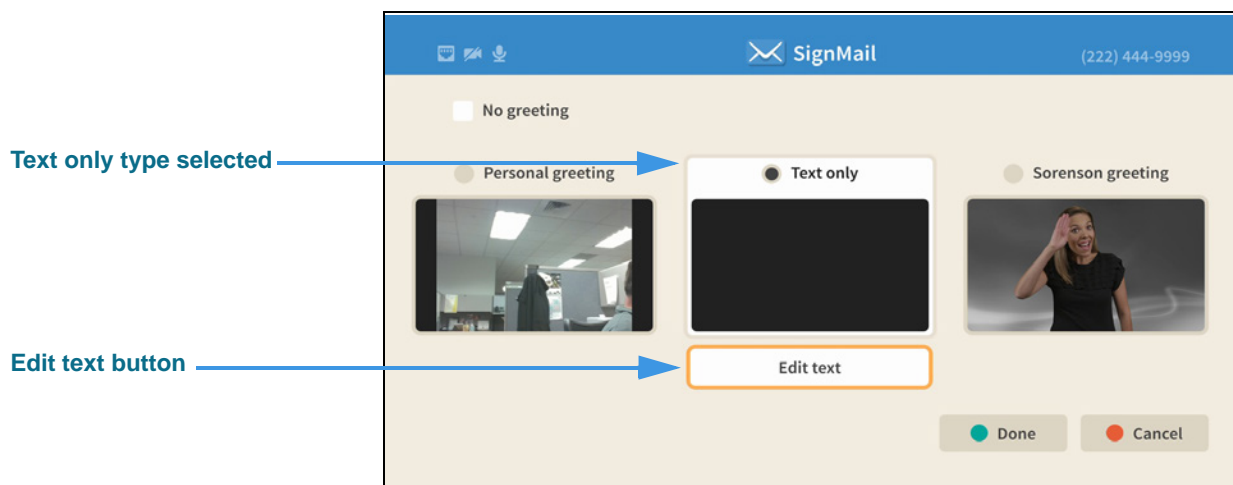 SignMail
(222) 444-9999
No greeting
Text only type selected
Personal greeting
Text only
Sorenson greeting
Edit text button
Edit text
Done
Cancel